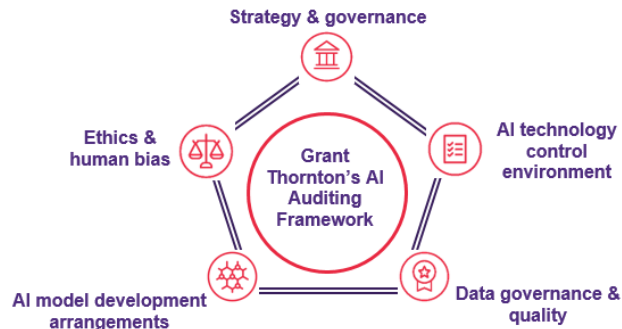 Strategy & governance
Ethics &
human bias
Grant
Thornton’s AI
Auditing
Framework
AI technology
control
environment
AI model development
arrangements
Data governance &
quality